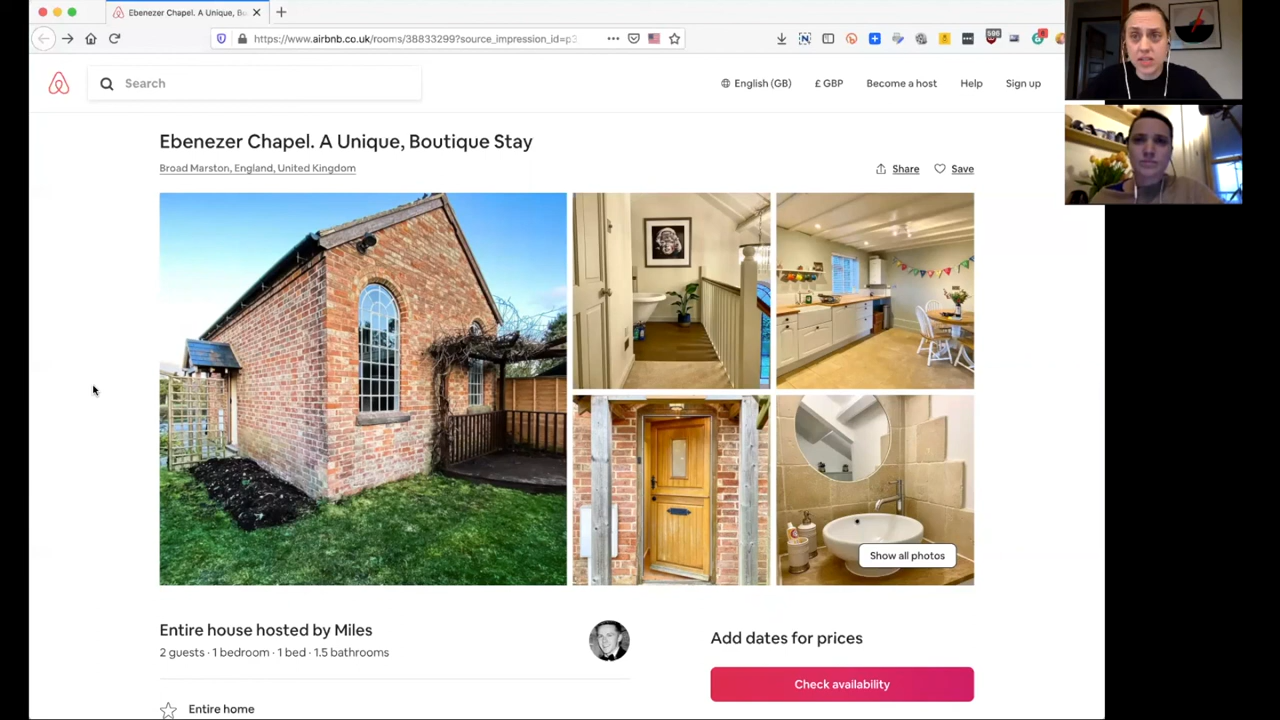 Ebenezer Chapel. A Unique, Bo
https://www.airbnb.co.uk/rooms/38833299?source_impression_id=p3
596
8
Search
English (GB)
£ GBP
Become a host
Help
Sign up
Ebenezer Chapel. A Unique, Boutique Stay
Broad Marston, England, United Kingdom
Share
Save
Show all photos
Entire house hosted by Miles
2 guests · 1 bedroom · 1 bed · 1.5 bathrooms
Add dates for prices
Check availability
Entire home